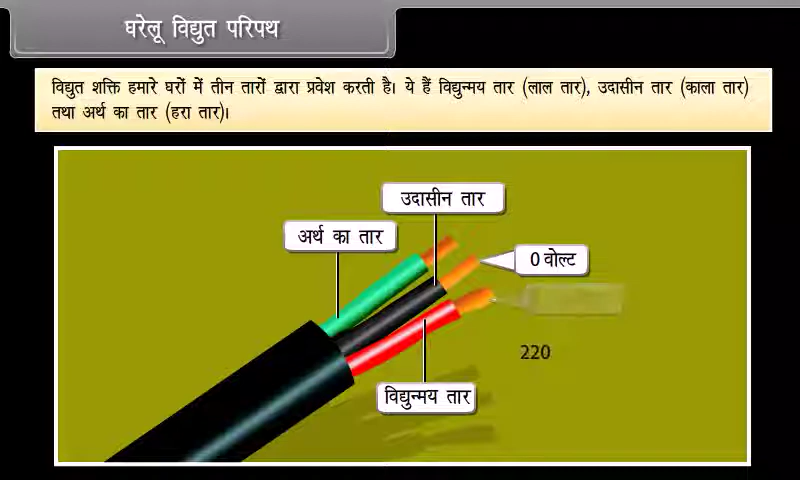 घरेलू विद्युत परिपथ
विद्युत शक्ति हमारे घरों में तीन तारों द्वारा प्रवेश करती है। ये हैं विद्युन्मय तार (लाल तार), उदासीन तार (काला तार)
तथा अर्थ का तार (हरा तार)।
उदासीन तार
अर्थ का तार
0 वोल्ट
220
विद्युन्मय तार